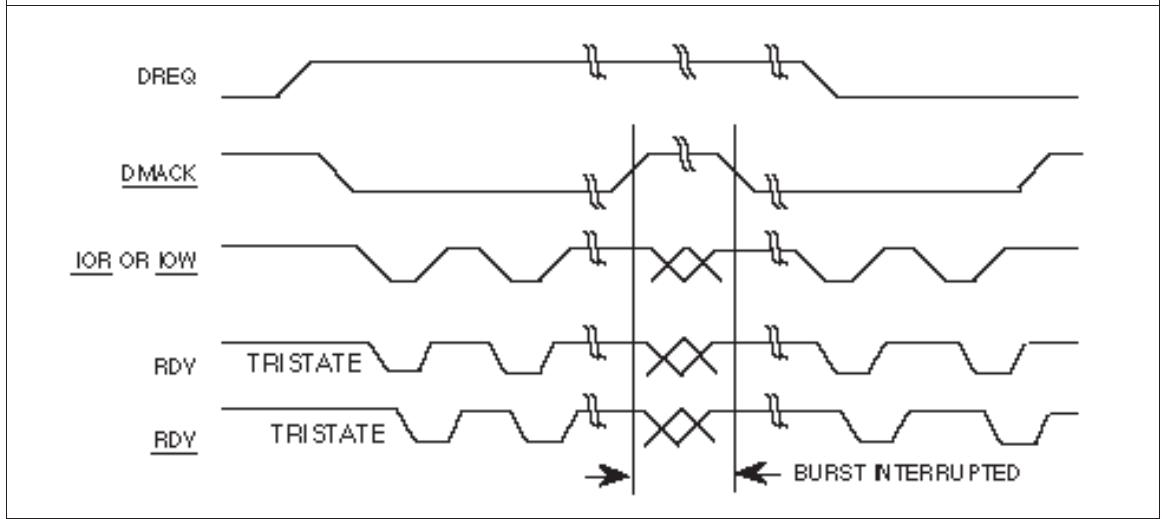 DREQ
DMACK
IOR OR IOW
RDY TRISTATE
RDY TRISTATE
BURST INTERRUPTED